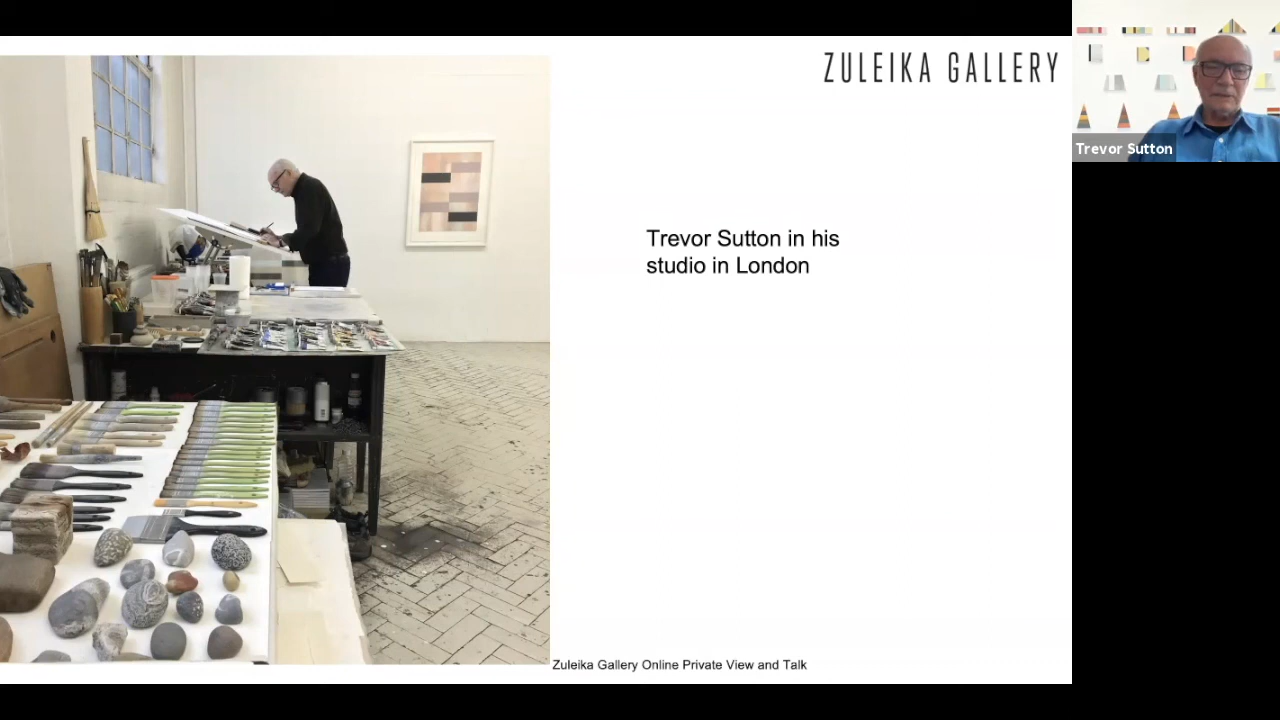 ZULEIKA GALLERY
Trevor Sutton
Trevor Sutton in his
studio in London
Zuleika Gallery Online Private View and Talk